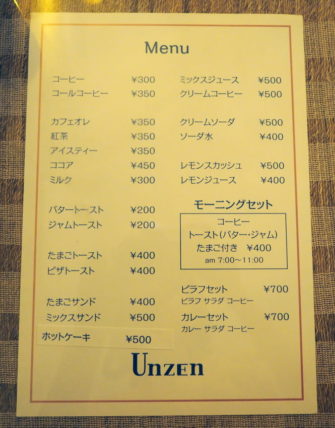 Menu
コーヒー ¥300
コールコーヒー ¥350
カフェオレ ¥350
紅茶 ¥350
アイスティー ¥350
ココア ¥450
ミルク ¥300
バタートースト ¥200
ジャムトースト ¥200
たまごトースト ¥400
ピザトースト ¥400
たまごサンド ¥400
ミックスサンド ¥500
ホットケーキ ¥500
ミックスジュース ¥500
クリームコーヒー ¥500
クリームソーダ ¥500
ソーダ水 ¥400
レモンスカッシュ ¥500
レモンジュース ¥400
モーニングセット
コーヒー
トースト(バター・ジャム)
たまご付き ¥400
am 7:00〜11:00
ピラフセット ¥700
ピラフ サラダ コーヒー
カレーセット ¥700
カレー サラダ コーヒー
UNZEN